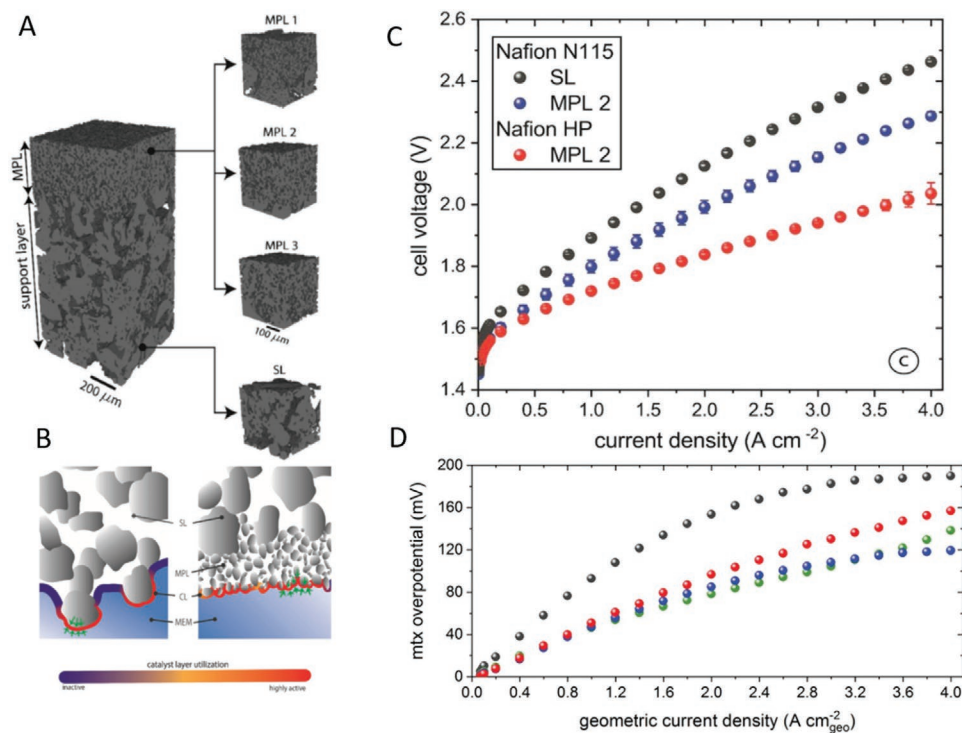 A
MPL 1
MPL 2
MPL 3
100 μm
SL
MPL
support layer
200 μm
B
SL
MPL
CL
MEM
catalyst layer utilization
inactive
highly active
C
Nafion N115
SL
MPL 2
Nafion HP
MPL 2
cell voltage (V)
2.6
2.4
2.2
2.0
1.8
1.6
1.4
0.0 0.5 1.0 1.5 2.0 2.5 3.0 3.5 4.0
current density (A cm⁻²)
C
D
mtx overpotential (mV)
200
160
120
80
40
0
0.4 0.8 1.2 1.6 2.0 2.4 2.8 3.2 3.6 4.0
geometric current density (A cm⁻²geo)